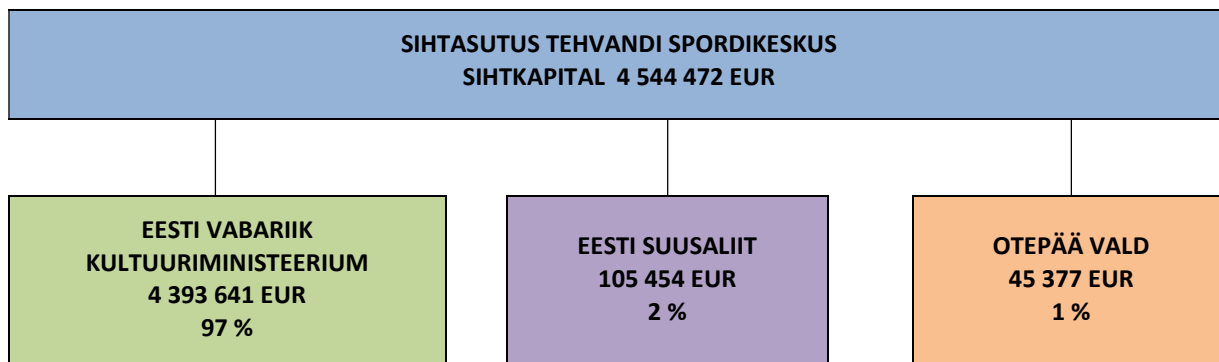 SIHTASUTUS TEHVANDI SPORDIKESKUS
SIHTKAPITAL 4 544 472 EUR
EESTI VABARIIK
KULTUURIMINISTEERIUM
4 393 641 EUR
97 %
EESTI SUUSALIIT
105 454 EUR
2 %
OTEPÄÄ VALD
45 377 EUR
1 %